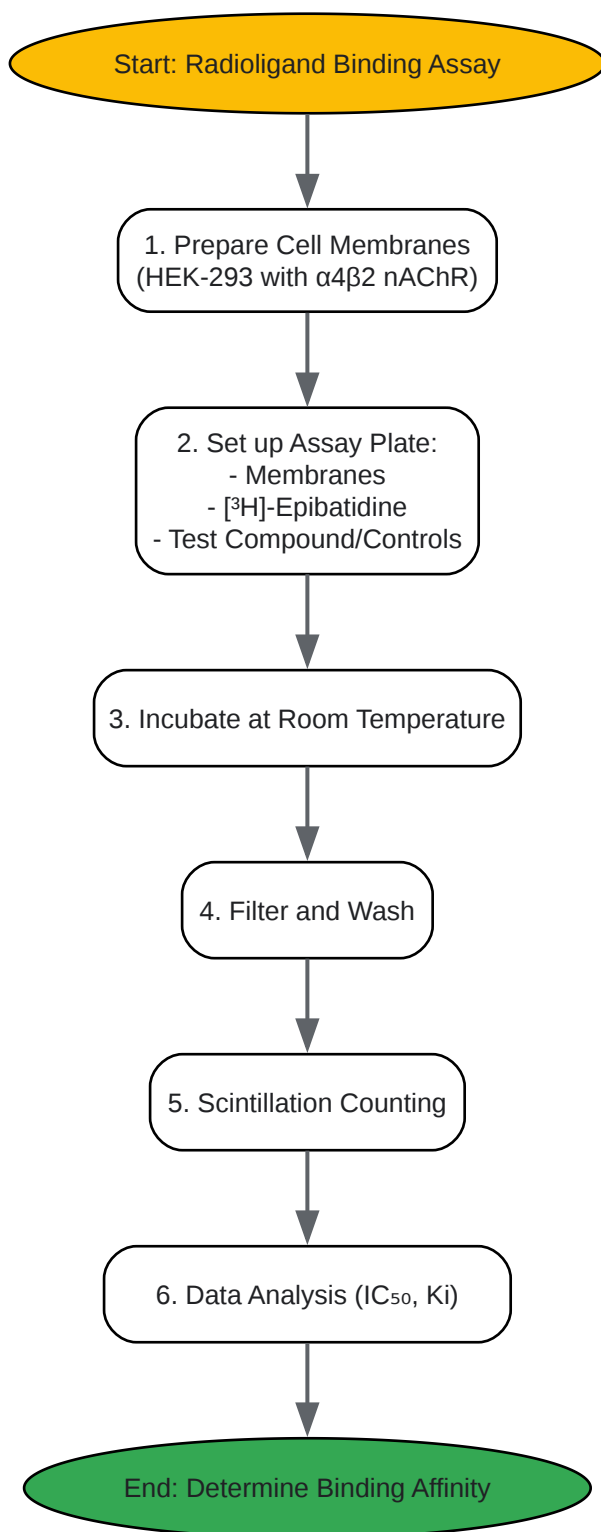 Start: Radioligand Binding Assay
1. Prepare Cell Membranes
(HEK-293 with α4β2 nAChR)
2. Set up Assay Plate:
- Membranes
- [³H]-Epibatidine
- Test Compound/Controls
3. Incubate at Room Temperature
4. Filter and Wash
5. Scintillation Counting
6. Data Analysis (IC₅₀, Ki)
End: Determine Binding Affinity